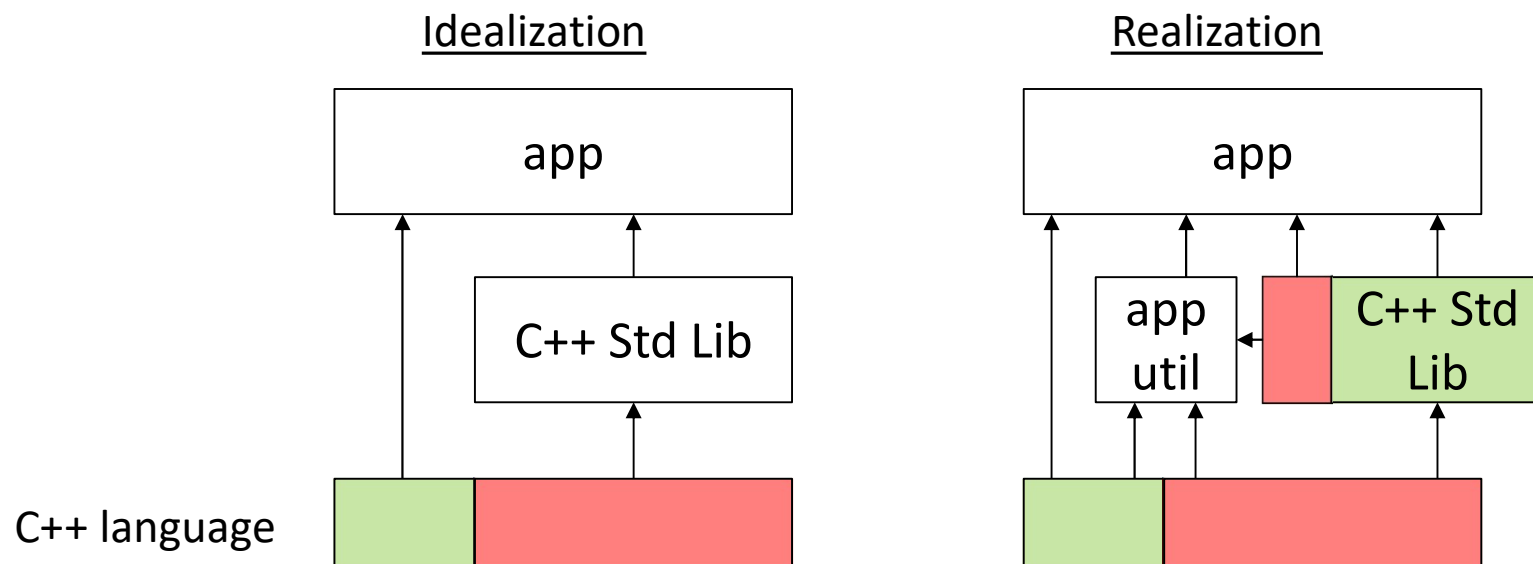 Idealization
Realization
app
app
C++ Std Lib
app
util
C++ Std
Lib
C++ language